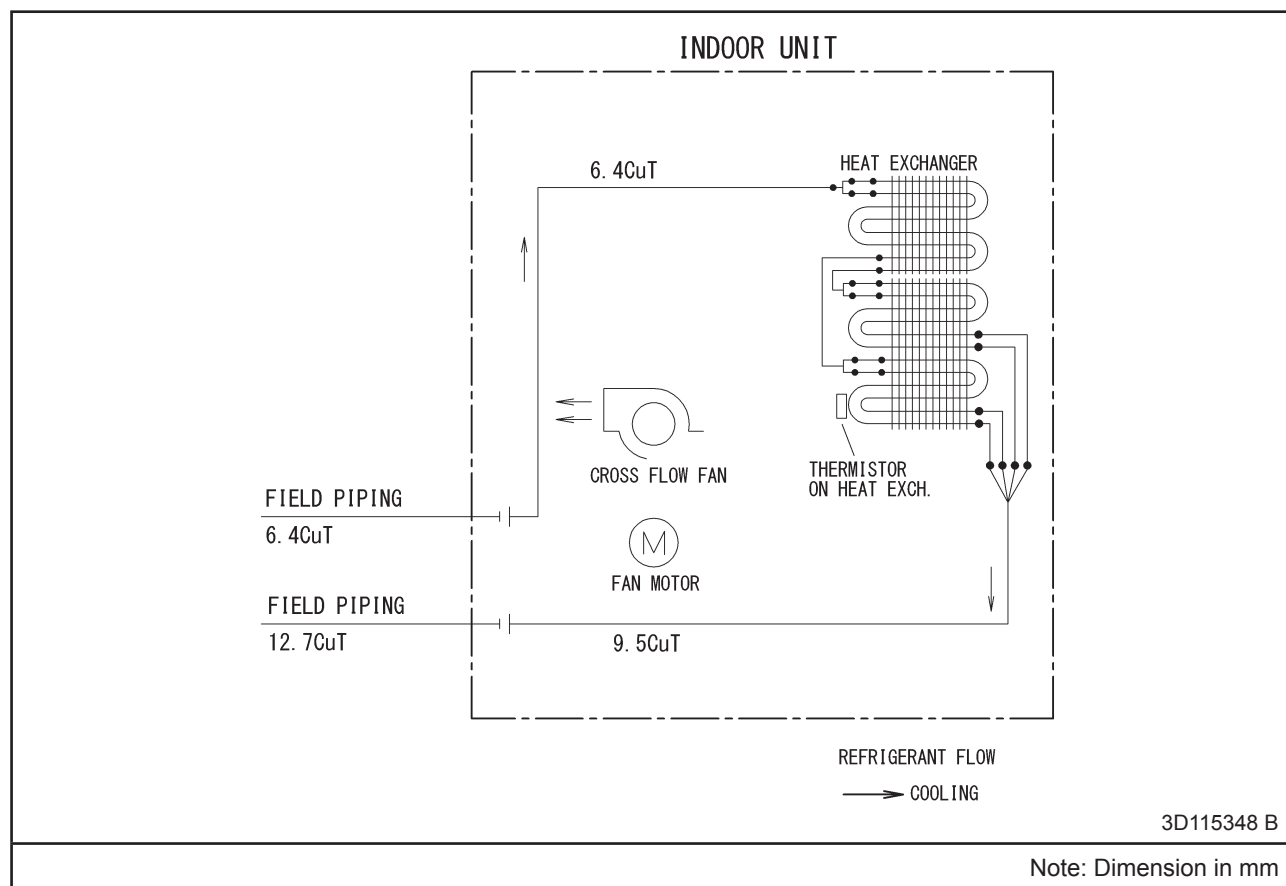 INDOOR UNIT
6.4CuT
HEAT EXCHANGER
CROSS FLOW FAN
THERMISTOR
ON HEAT EXCH.
FIELD PIPING
6.4CuT
M
FAN MOTOR
FIELD PIPING
12.7CuT
9.5CuT
REFRIGERANT FLOW
COOLING
3D115348 B
Note: Dimension in mm